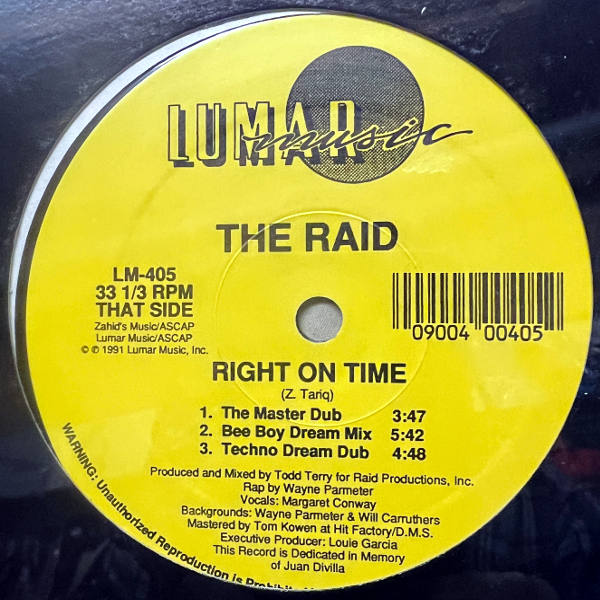 LUMAR
music
THE RAID
LM-405
33 1/3 RPM
THAT SIDE
Zahid's Music/ASCAP
Lumar Music/ASCAP
© ℗ 1991 Lumar Music, Inc.
09004 00405
RIGHT ON TIME
(Z. Tariq)
1. The Master Dub 3:47
2. Bee Boy Dream Mix 5:42
3. Techno Dream Dub 4:48
Produced and Mixed by Todd Terry for Raid Productions, Inc.
Rap by Wayne Parmeter
Vocals: Margaret Conway
Backgrounds: Wayne Parmeter & Will Carruthers
Mastered by Tom Kowen at Hit Factory/D.M.S.
Executive Producer: Louie Garcia
This Record is Dedicated in Memory
of Juan Divilla
WARNING: Unauthorized Reproduction is